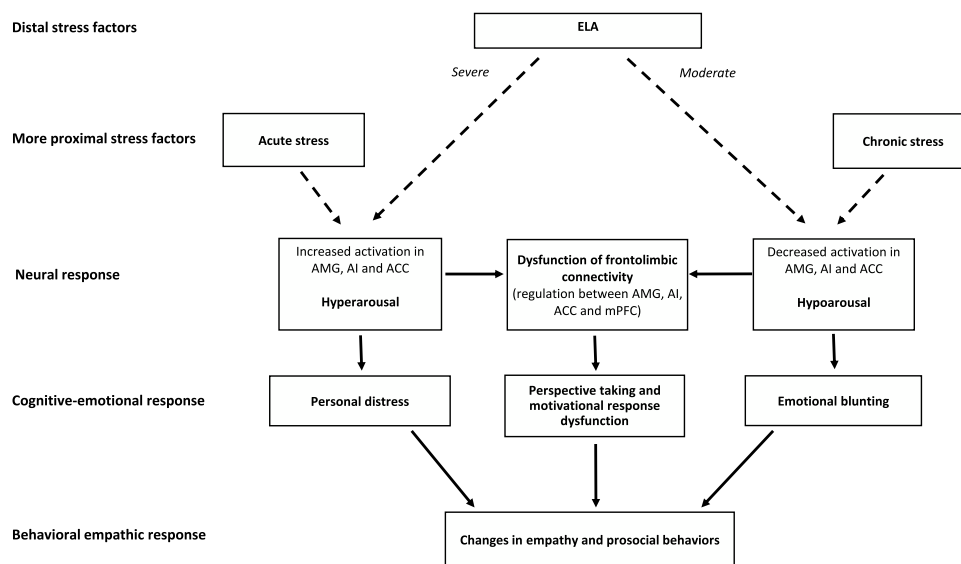 Distal stress factors
ELA
Severe
Moderate
More proximal stress factors
Acute stress
Chronic stress
Neural response
Increased activation in
AMG, AI and ACC
Hyperarousal
Dysfunction of frontolimbic
connectivity
(regulation between AMG, AI,
ACC and mPFC)
Decreased activation in
AMG, AI and ACC
Hypoarousal
Cognitive-emotional response
Personal distress
Perspective taking and
motivational response
dysfunction
Emotional blunting
Behavioral empathic response
Changes in empathy and prosocial behaviors